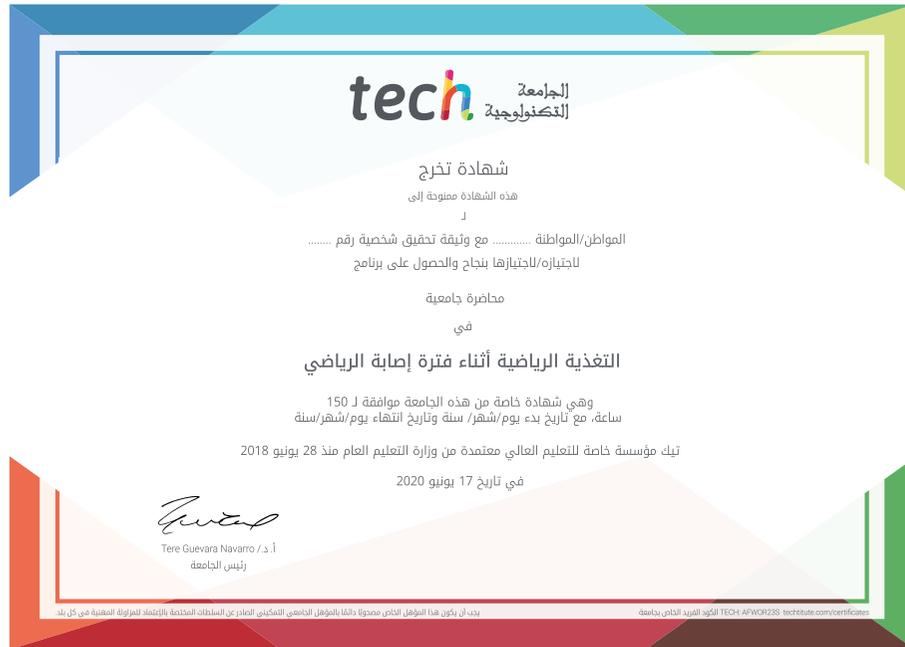 tech الجامعة
التكنولوجية
شهادة تخرج
هذه الشهادة ممنوحة إلى
لـ
المواطن/المواطنة ............. مع وثيقة تحقيق شخصية رقم ........
لاجتيازه/لاجتيازها بنجاح والحصول على برنامج
محاضرة جامعية
في
التغذية الرياضية أثناء فترة إصابة الرياضي
وهي شهادة خاصة من هذه الجامعة موافقة لـ 150
ساعة، مع تاريخ بدء يوم/شهر/ سنة وتاريخ انتهاء يوم/شهر/سنة
تيك مؤسسة خاصة للتعليم العالي معتمدة من وزارة التعليم العام منذ 28 يونيو 2018
في تاريخ 17 يونيو 2020
أ.د./ Tere Guevara Navarro
رئيس الجامعة
يجب أن يكون هذا المؤهل الخاص مصحوبًا دائمًا بالمؤهل الجامعي التمكيني الصادر عن السلطات المختصة بالإعتماد للمزاولة المهنية في كل بلد.
الكود الفريد الخاص بجامعة TECH: AFWOR23S techtitute.com/certificates